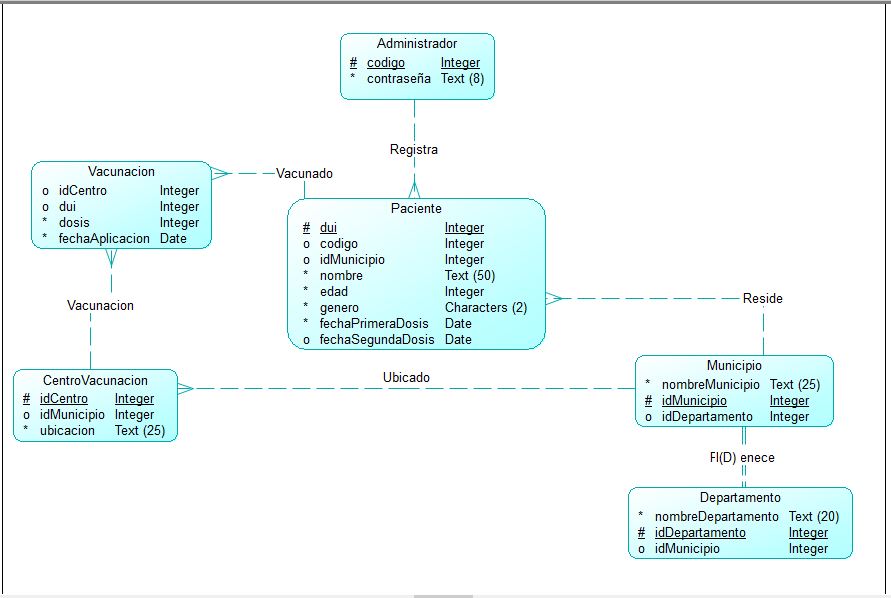 Administrador
# codigo Integer
* contraseña Text (8)
Registra
Vacunacion
o idCentro Integer
o dui Integer
* dosis Integer
* fechaAplicacion Date
Vacunado
Paciente
# dui Integer
o codigo Integer
o idMunicipio Integer
* nombre Text (50)
* edad Integer
* genero Characters (2)
* fechaPrimeraDosis Date
o fechaSegundaDosis Date
Vacunacion
Reside
CentroVacunacion
# idCentro Integer
o idMunicipio Integer
* ubicacion Text (25)
Ubicado
Municipio
* nombreMunicipio Text (25)
# idMunicipio Integer
o idDepartamento Integer
(D) enece
Departamento
* nombreDepartamento Text (20)
# idDepartamento Integer
o idMunicipio Integer